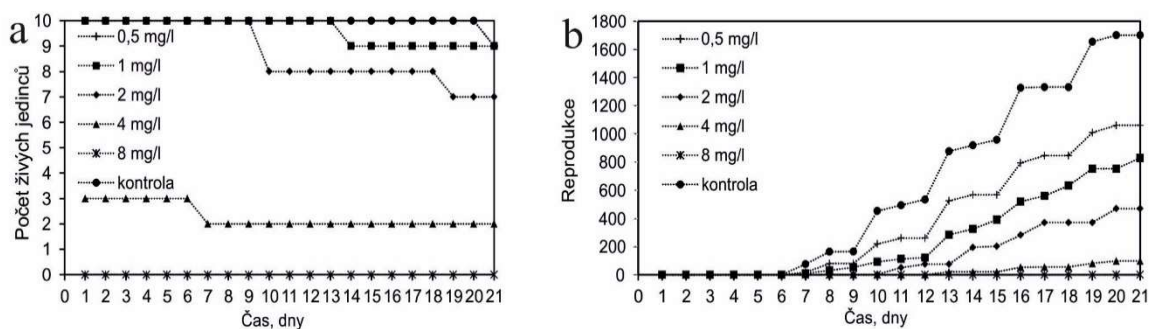 a
Počet živých jedinců
10
9
8
7
6
5
4
3
2
1
0
0,5 mg/l
1 mg/l
2 mg/l
4 mg/l
8 mg/l
kontrola
0 1 2 3 4 5 6 7 8 9 10 11 12 13 14 15 16 17 18 19 20 21
Čas, dny
b
Reprodukce
1800
1600
1400
1200
1000
800
600
400
200
0
0,5 mg/l
1 mg/l
2 mg/l
4 mg/l
8 mg/l
kontrola
0 1 2 3 4 5 6 7 8 9 10 11 12 13 14 15 16 17 18 19 20 21
Čas, dny